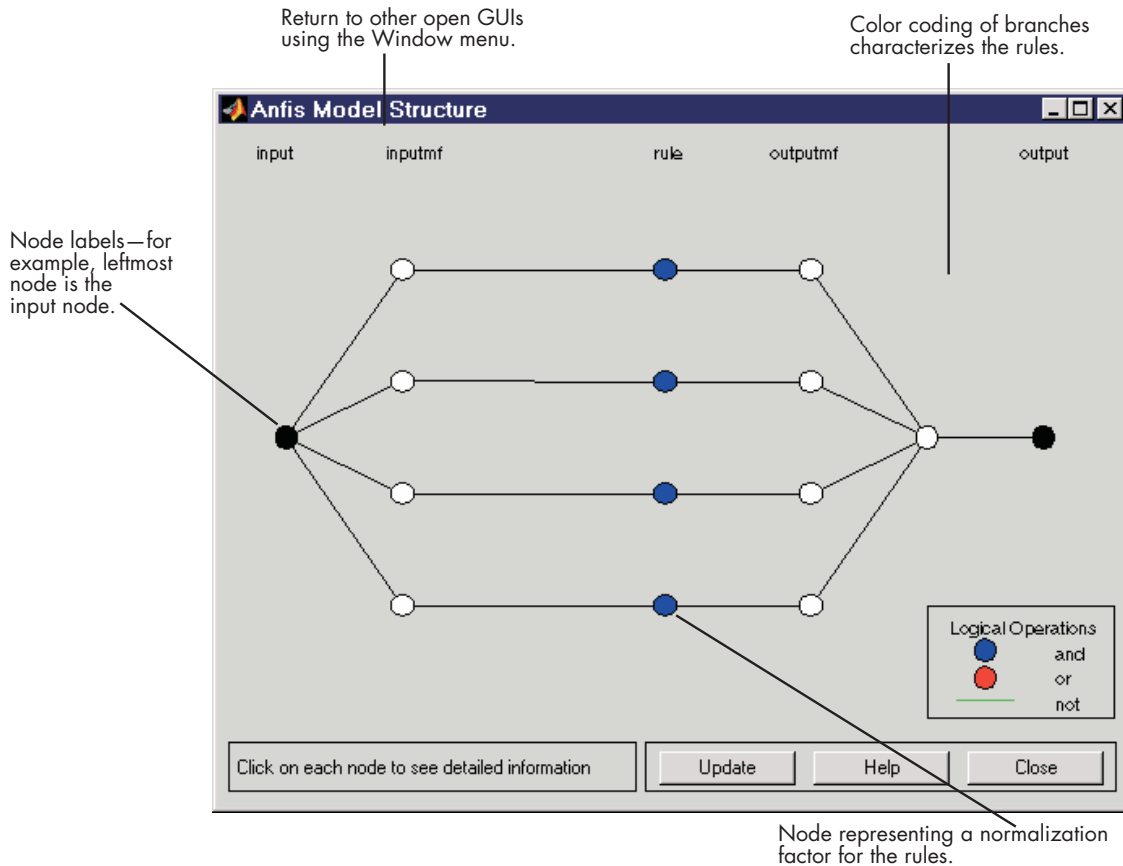 Return to other open GUIs
using the Window menu.
Color coding of branches
characterizes the rules.
Anfis Model Structure
input inputmf rule outputmf output
Node labels—for
example, leftmost
node is the
input node.
Logical Operations
and
or
not
Click on each node to see detailed information
Update Help Close
Node representing a normalization
factor for the rules.